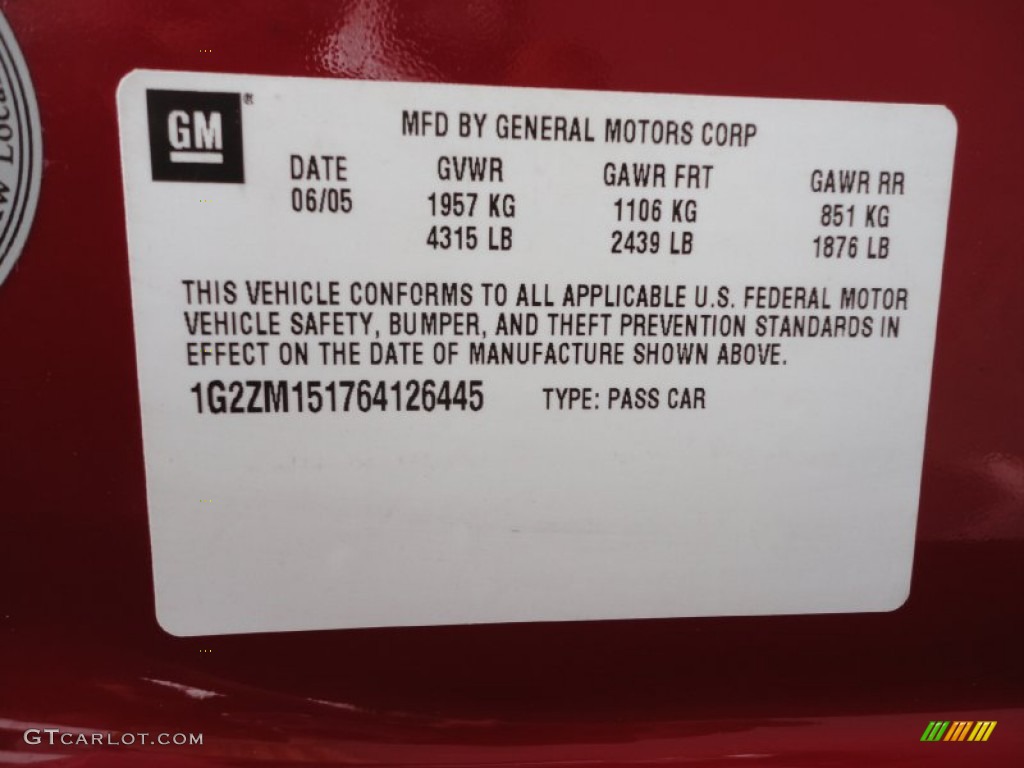 GM®
MFD BY GENERAL MOTORS CORP
DATE GVWR GAWR FRT GAWR RR
06/05 1957 KG 1106 KG 851 KG
4315 LB 2439 LB 1876 LB
THIS VEHICLE CONFORMS TO ALL APPLICABLE U.S. FEDERAL MOTOR
VEHICLE SAFETY, BUMPER, AND THEFT PREVENTION STANDARDS IN
EFFECT ON THE DATE OF MANUFACTURE SHOWN ABOVE.
1G2ZM151764126445 TYPE: PASS CAR
GTCARLOT.COM